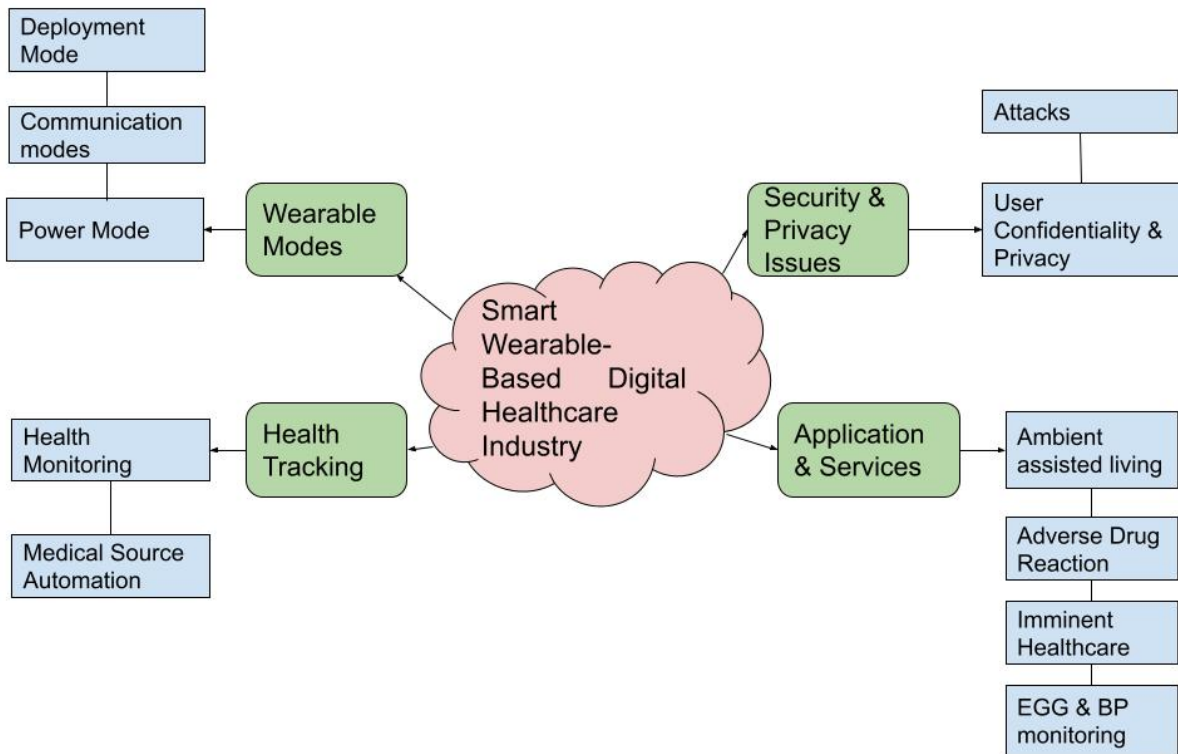 Deployment
Mode
Communication
modes
Power Mode
Wearable
Modes
Security &
Privacy
Issues
Attacks
User
Confidentiality &
Privacy
Smart
Wearable-
Based Digital
Healthcare
Industry
Health
Tracking
Health
Monitoring
Medical Source
Automation
Application
& Services
Ambient
assisted living
Adverse Drug
Reaction
Imminent
Healthcare
EGG & BP
monitoring